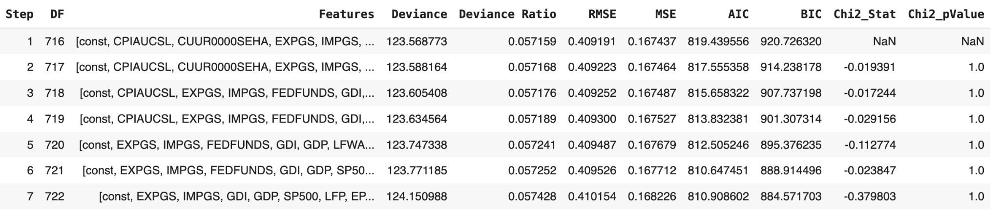 Step DF Features Deviance Deviance Ratio RMSE MSE AIC BIC Chi2_Stat Chi2_pValue
1 716 [const, CPIAUCSL, CUUR0000SEHA, EXPGS, IMPGS, ... 123.568773 0.057159 0.409191 0.167437 819.439556 920.726320 NaN NaN
2 717 [const, CPIAUCSL, CUUR0000SEHA, EXPGS, IMPGS, ... 123.588164 0.057168 0.409223 0.167464 817.555358 914.238178 -0.019391 1.0
3 718 [const, CPIAUCSL, EXPGS, IMPGS, FEDFUNDS, GDI,... 123.605408 0.057176 0.409252 0.167487 815.658322 907.737198 -0.017244 1.0
4 719 [const, CPIAUCSL, EXPGS, IMPGS, FEDFUNDS, GDI,... 123.634564 0.057189 0.409300 0.167527 813.832381 901.307314 -0.029156 1.0
5 720 [const, EXPGS, IMPGS, FEDFUNDS, GDI, GDP, LFWA... 123.747338 0.057241 0.409487 0.167679 812.505246 895.376235 -0.112774 1.0
6 721 [const, EXPGS, IMPGS, FEDFUNDS, GDI, GDP, SP50... 123.771185 0.057252 0.409526 0.167712 810.647451 888.914496 -0.023847 1.0
7 722 [const, EXPGS, IMPGS, GDI, GDP, SP500, LFP, EP... 124.150988 0.057428 0.410154 0.168226 810.908602 884.571703 -0.379803 1.0